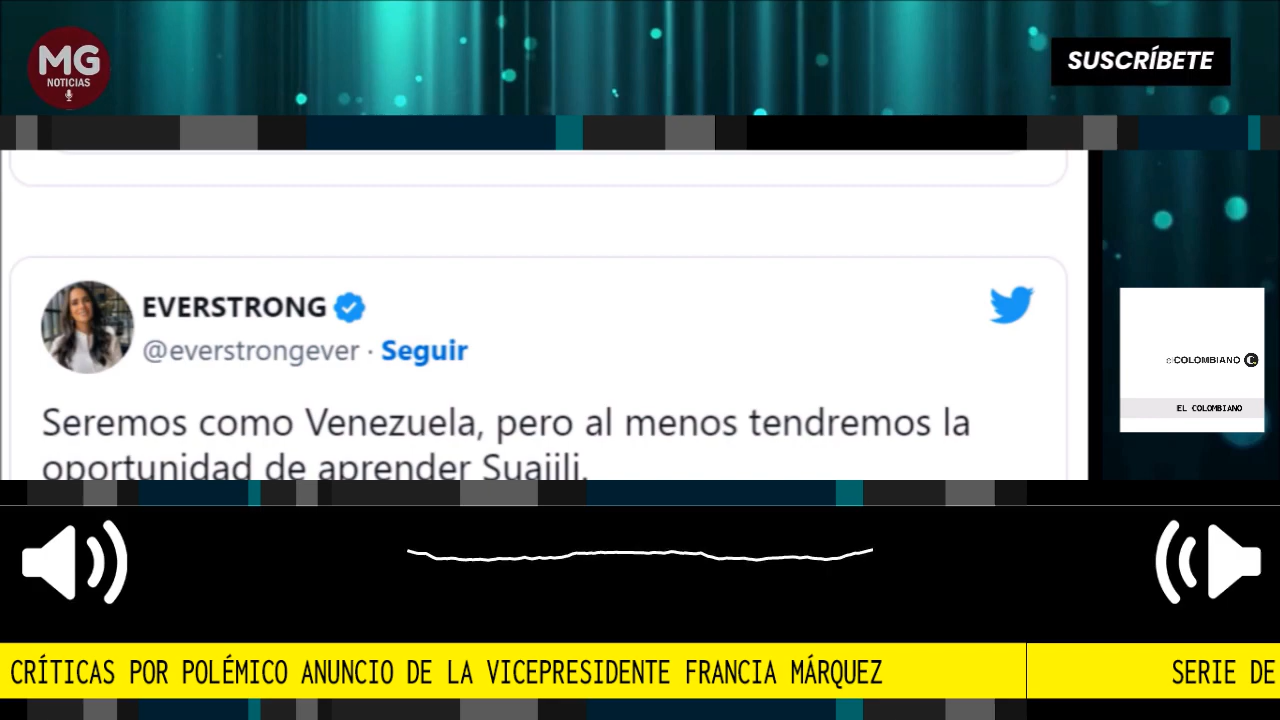 MG
NOTICIAS
SUSCRÍBETE
EVERSTRONG
@everstrongever · Seguir
Seremos como Venezuela, pero al menos tendremos la
oportunidad de aprender Suajili.
COLOMBIANO C
EL COLOMBIANO
CRÍTICAS POR POLÉMICO ANUNCIO DE LA VICEPRESIDENTE FRANCIA MÁRQUEZ
SERIE DE